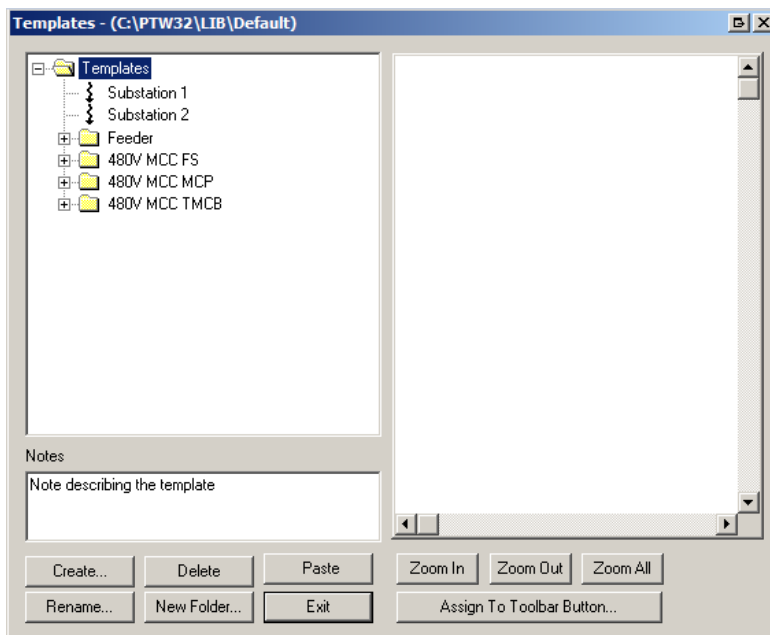 Templates - (C:\PTW32\LIB\Default)
Templates
Substation 1
Substation 2
Feeder
480V MCC FS
480V MCC MCP
480V MCC TMCB
Notes
Note describing the template
Create... Delete Paste Zoom In Zoom Out Zoom All
Rename... New Folder... Exit Assign To Toolbar Button...